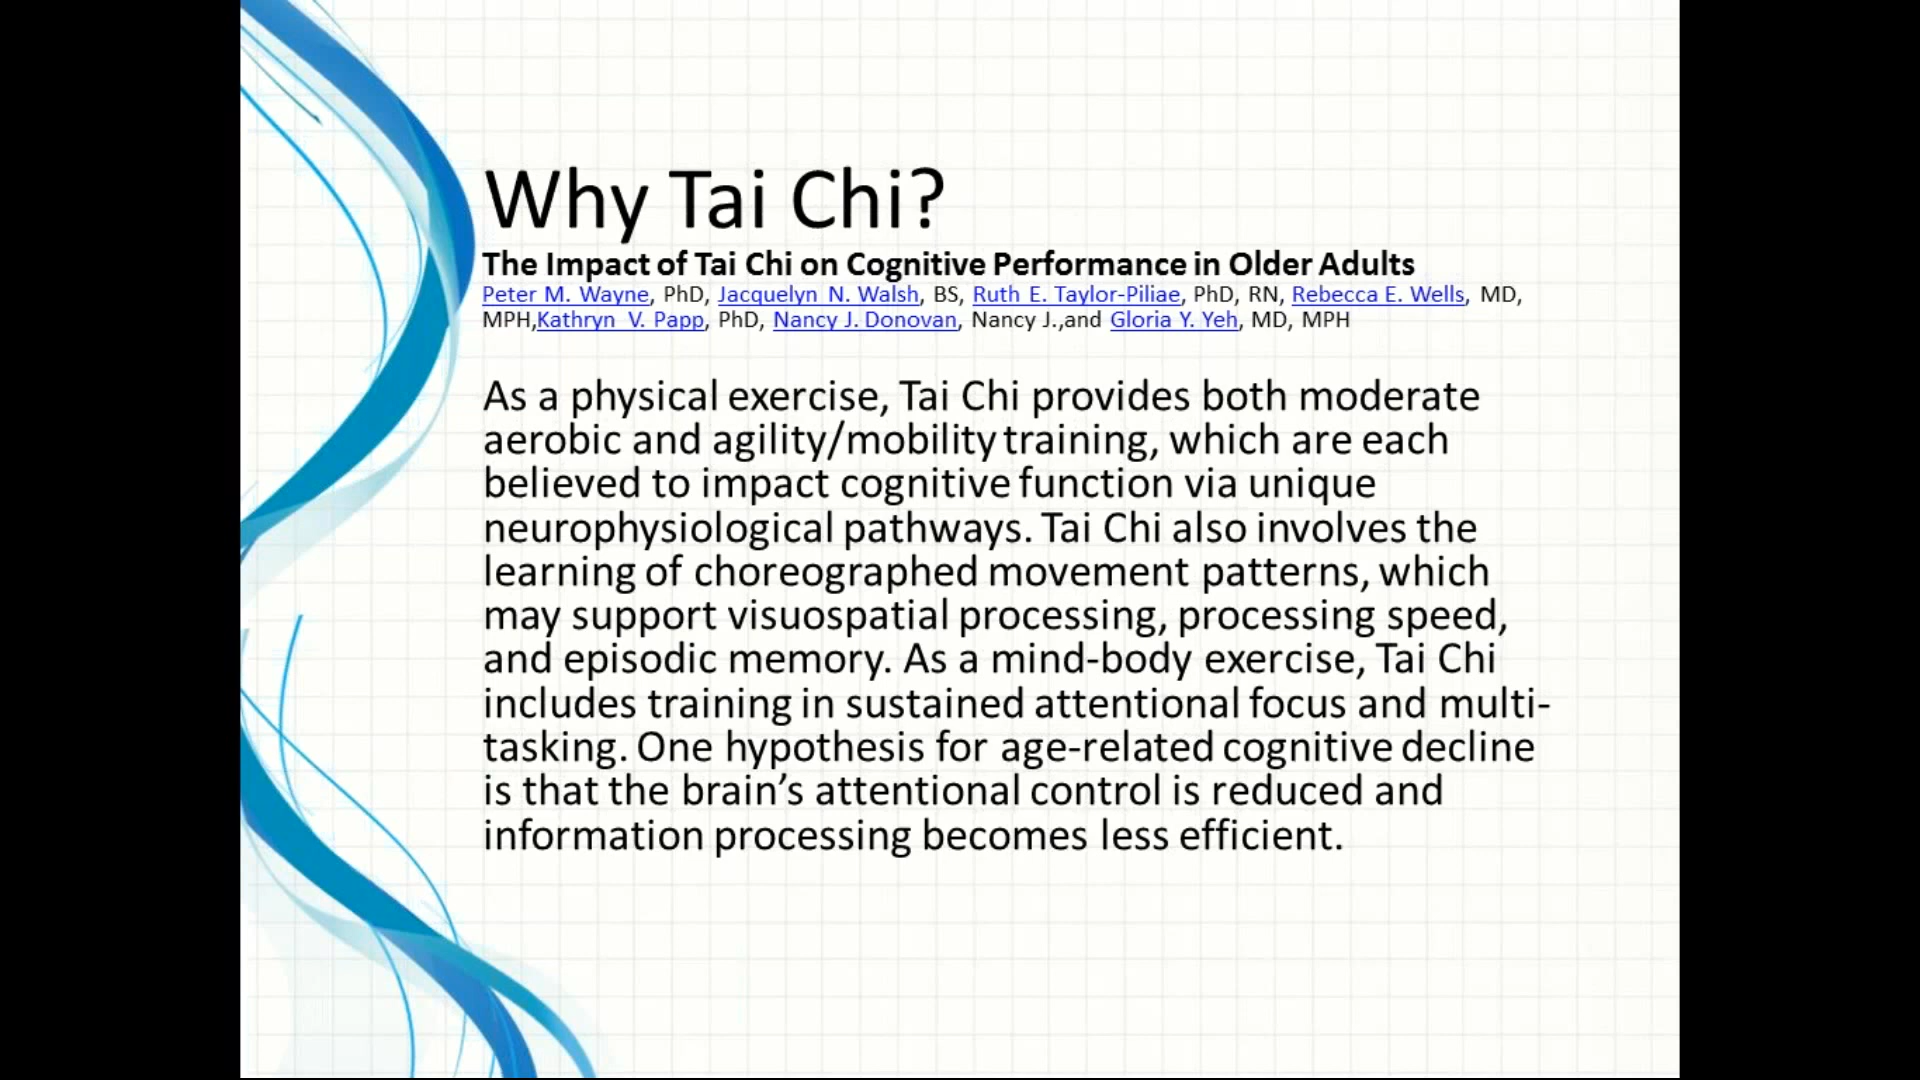 Why Tai Chi?
The Impact of Tai Chi on Cognitive Performance in Older Adults
Peter M. Wayne, PhD, Jacquelyn N. Walsh, BS, Ruth E. Taylor-Piliae, PhD, RN, Rebecca E. Wells, MD,
MPH,Kathryn V. Papp, PhD, Nancy J. Donovan, Nancy J.,and Gloria Y. Yeh, MD, MPH
As a physical exercise, Tai Chi provides both moderate
aerobic and agility/mobility training, which are each
believed to impact cognitive function via unique
neurophysiological pathways. Tai Chi also involves the
learning of choreographed movement patterns, which
may support visuospatial processing, processing speed,
and episodic memory. As a mind-body exercise, Tai Chi
includes training in sustained attentional focus and multi-
tasking. One hypothesis for age-related cognitive decline
is that the brain’s attentional control is reduced and
information processing becomes less efficient.